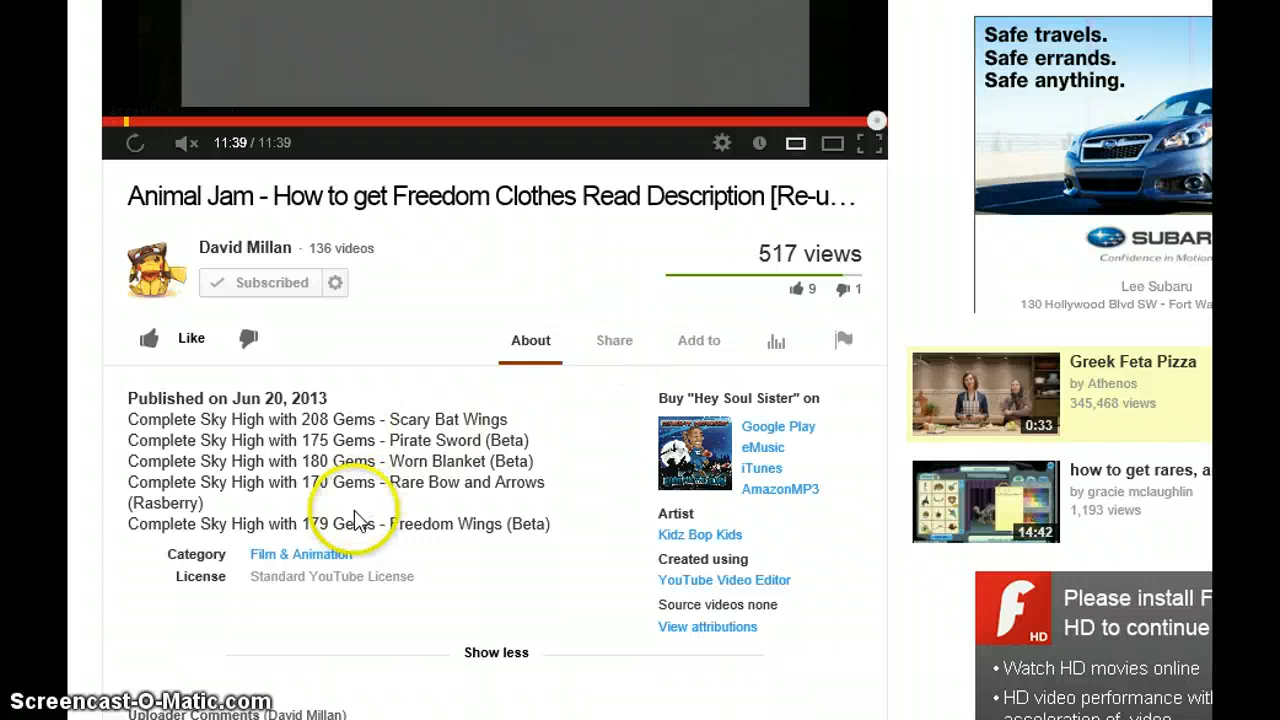 Safe travels.
Safe errands.
Safe anything.
11:39 / 11:39
Animal Jam - How to get Freedom Clothes Read Description [Re-u…
David Millan · 136 videos
517 views
Subscribed
9 1
SUBAR
Confidence in Motion
Lee Subaru
130 Hollywood Blvd SW - Fort Wa
Like
About Share Add to
Greek Feta Pizza
by Athenos
345,468 views
0:33
Published on Jun 20, 2013
Complete Sky High with 208 Gems - Scary Bat Wings
Complete Sky High with 175 Gems - Pirate Sword (Beta)
Complete Sky High with 180 Gems - Worn Blanket (Beta)
Complete Sky High with 170 Gems - Rare Bow and Arrows
(Rasberry)
Complete Sky High with 179 Gems - Freedom Wings (Beta)
Category Film & Animation
License Standard YouTube License
Buy "Hey Soul Sister" on
Google Play
eMusic
iTunes
AmazonMP3
Artist
Kidz Bop Kids
Created using
YouTube Video Editor
Source videos none
View attributions
how to get rares, a
by gracie mclaughlin
1,193 views
14:42
Show less
HD
Please install F
HD to continue
• Watch HD movies online
• HD video performance with
acceleration of video
Uploader Comments (David Millan)
Screencast-O-Matic.com